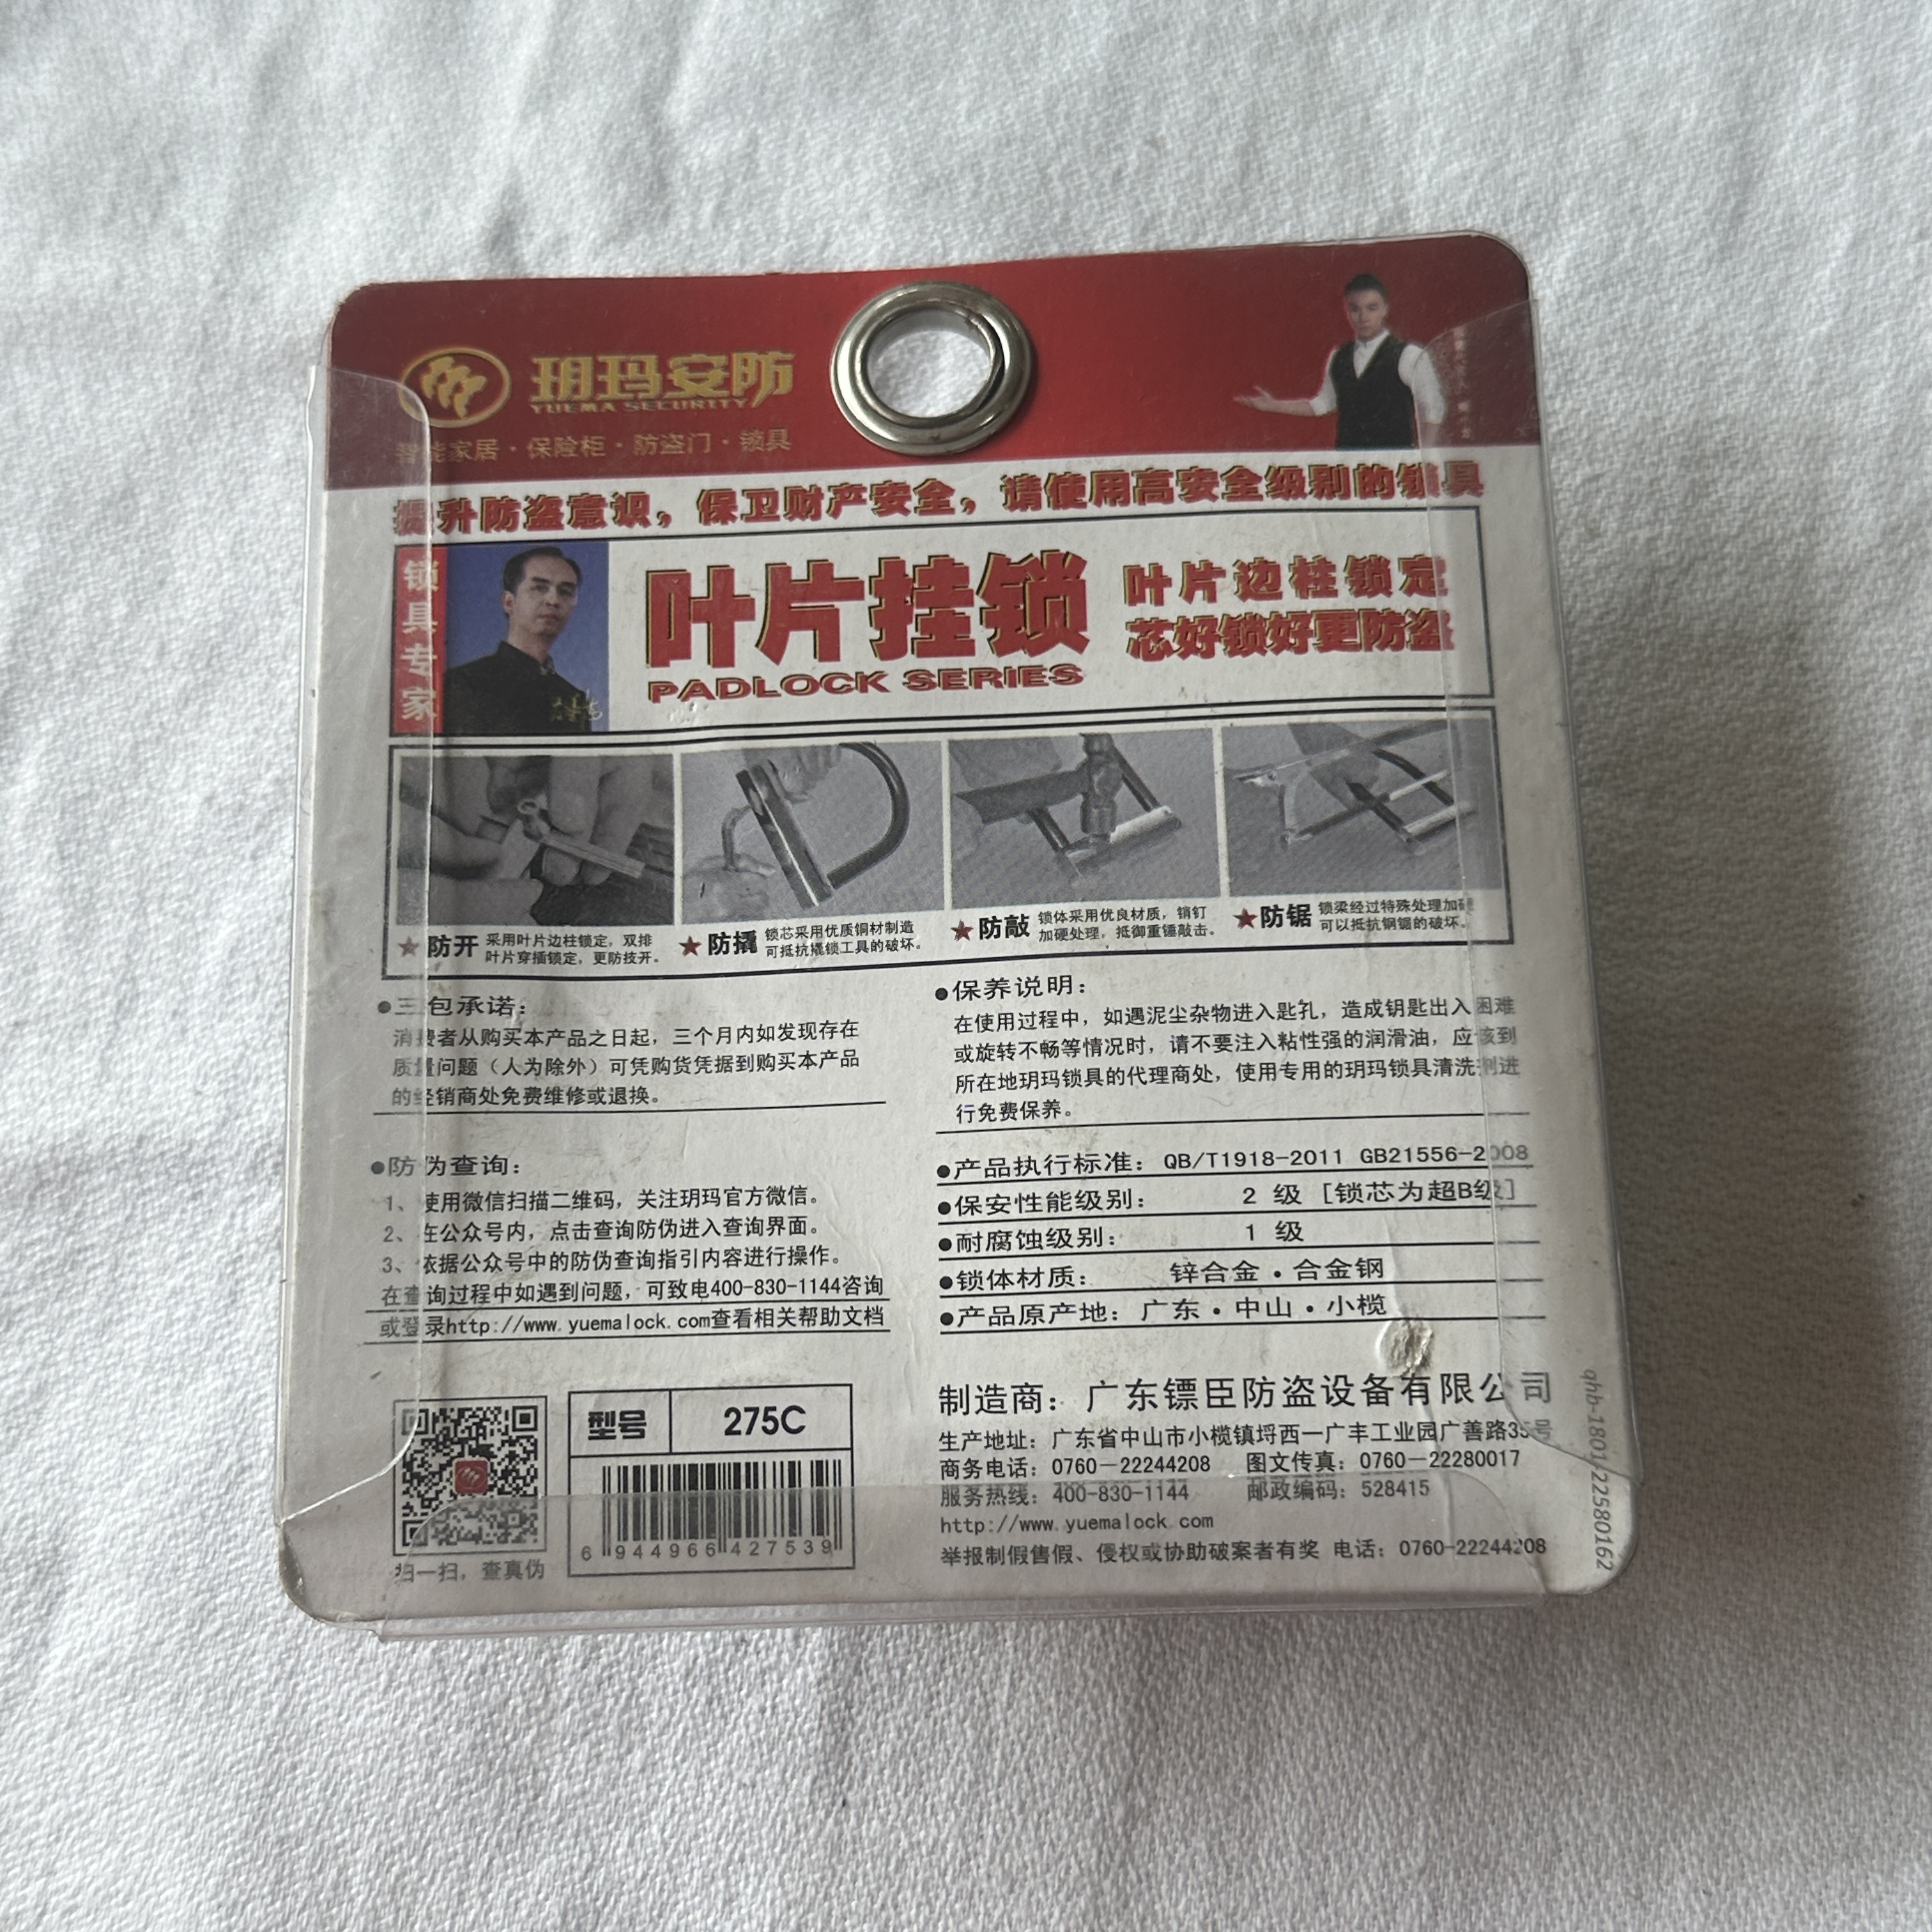 玥玛安防
YUEMA SECURITY
智能家居·保险柜·防盗门·锁具
提升防盗意识，保卫财产安全，请使用高安全级别的锁具
锁具专家
叶片挂锁
PADLOCK SERIES
叶片边柱锁定
芯好锁好更防盗
★防开 采用叶片边柱锁定，双排
叶片穿插锁定，更防技开。
★防撬 锁芯采用优质铜材制造
可抵抗撬锁工具的破坏。
★防敲 锁体采用优良材质，销钉
加硬处理，抵御重锤敲击。
★防锯 锁梁经过特殊处理加硬
可以抵抗钢锯的破坏。
●三包承诺：
消费者从购买本产品之日起，三个月内如发现存在
质量问题（人为除外）可凭购货凭据到购买本产品
的经销商处免费维修或退换。
●保养说明：
在使用过程中，如遇泥尘杂物进入匙孔，造成钥匙出入困难
或旋转不畅等情况时，请不要注入粘性强的润滑油，应该到
所在地玥玛锁具的代理商处，使用专用的玥玛锁具清洗剂进
行免费保养。
●防伪查询：
1、使用微信扫描二维码，关注玥玛官方微信。
2、在公众号内，点击查询防伪进入查询界面。
3、依据公众号中的防伪查询指引内容进行操作。
在查询过程中如遇到问题，可致电400-830-1144咨询
或登录http://www.yuemalock.com查看相关帮助文档
●产品执行标准：QB/T1918-2011 GB21556-2008
●保安性能级别：2 级［锁芯为超B级］
●耐腐蚀级别：1 级
●锁体材质：锌合金·合金钢
●产品原产地：广东·中山·小榄
扫一扫，查真伪
型号 275C
6 944966 427539
制造商：广东镖臣防盗设备有限公司
生产地址：广东省中山市小榄镇埒西一广丰工业园广善路35号
商务电话：0760－22244208 图文传真：0760－22280017
服务热线：400-830-1144 邮政编码：528415
http://www.yuemalock.com
举报制假售假、侵权或协助破案者有奖 电话：0760-22244208
qhb-1801-22580162